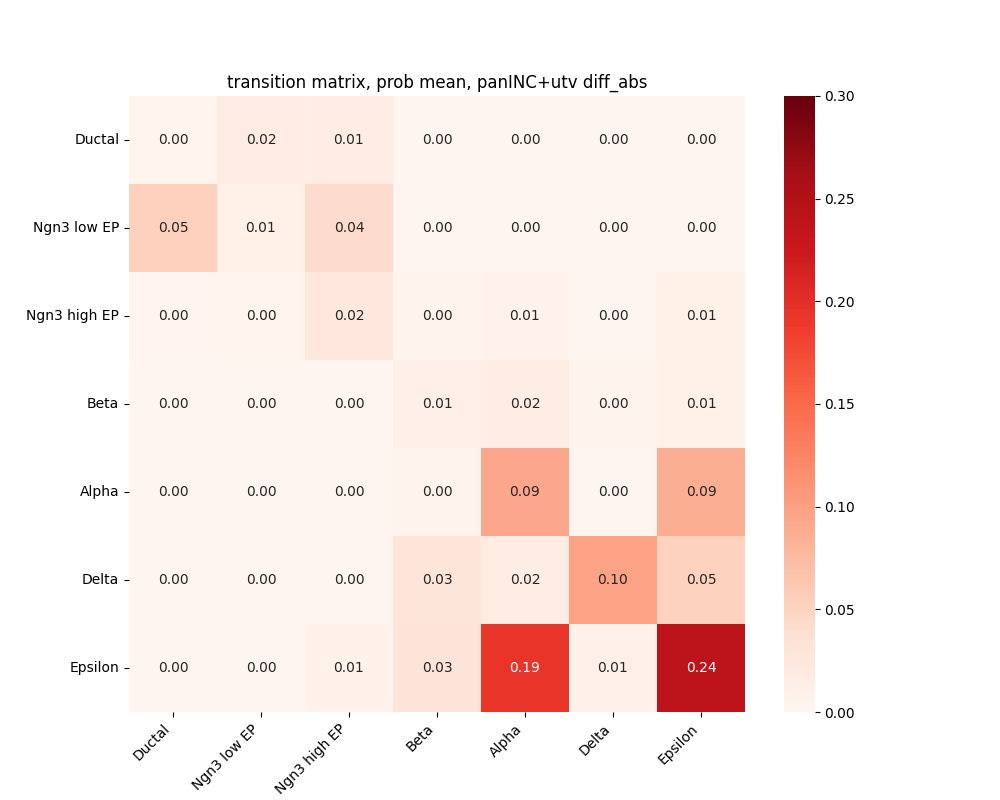 transition matrix, prob mean, panINC+utv diff_abs
Ductal 0.00 0.02 0.01 0.00 0.00 0.00 0.00
Ngn3 low EP 0.05 0.01 0.04 0.00 0.00 0.00 0.00
Ngn3 high EP 0.00 0.00 0.02 0.00 0.01 0.00 0.01
Beta 0.00 0.00 0.00 0.01 0.02 0.00 0.01
Alpha 0.00 0.00 0.00 0.00 0.09 0.00 0.09
Delta 0.00 0.00 0.00 0.03 0.02 0.10 0.05
Epsilon 0.00 0.00 0.01 0.03 0.19 0.01 0.24
Ductal Ngn3 low EP Ngn3 high EP Beta Alpha Delta Epsilon
0.30
0.25
0.20
0.15
0.10
0.05
0.00